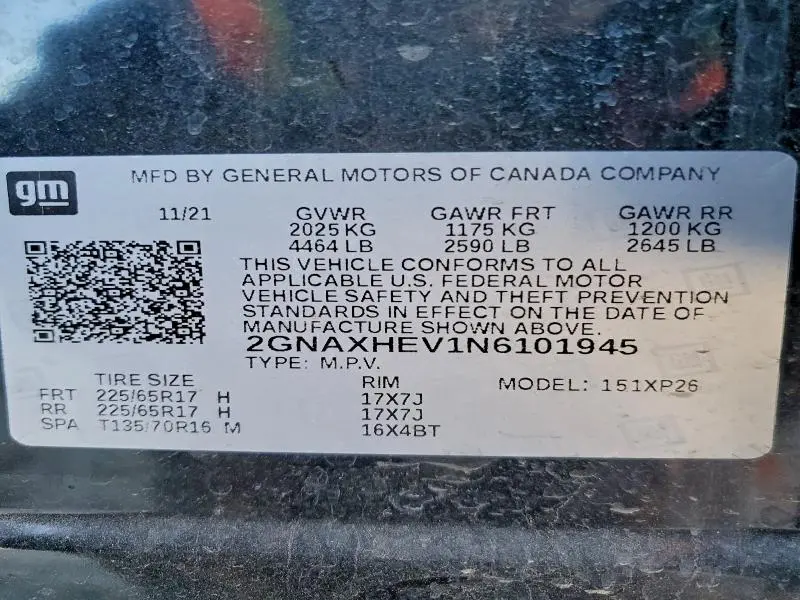 gm
MFD BY GENERAL MOTORS OF CANADA COMPANY
11/21 GVWR GAWR FRT GAWR RR
2025 KG 1175 KG 1200 KG
4464 LB 2590 LB 2645 LB
THIS VEHICLE CONFORMS TO ALL
APPLICABLE U.S. FEDERAL MOTOR
VEHICLE SAFETY AND THEFT PREVENTION
STANDARDS IN EFFECT ON THE DATE OF
MANUFACTURE SHOWN ABOVE.
2GNAXHEV1N6101945
TYPE: M.P.V.
TIRE SIZE RIM MODEL: 151XP26
FRT 225/65R17 H 17X7J
RR 225/65R17 H 17X7J
SPA T135/70R16 M 16X4BT